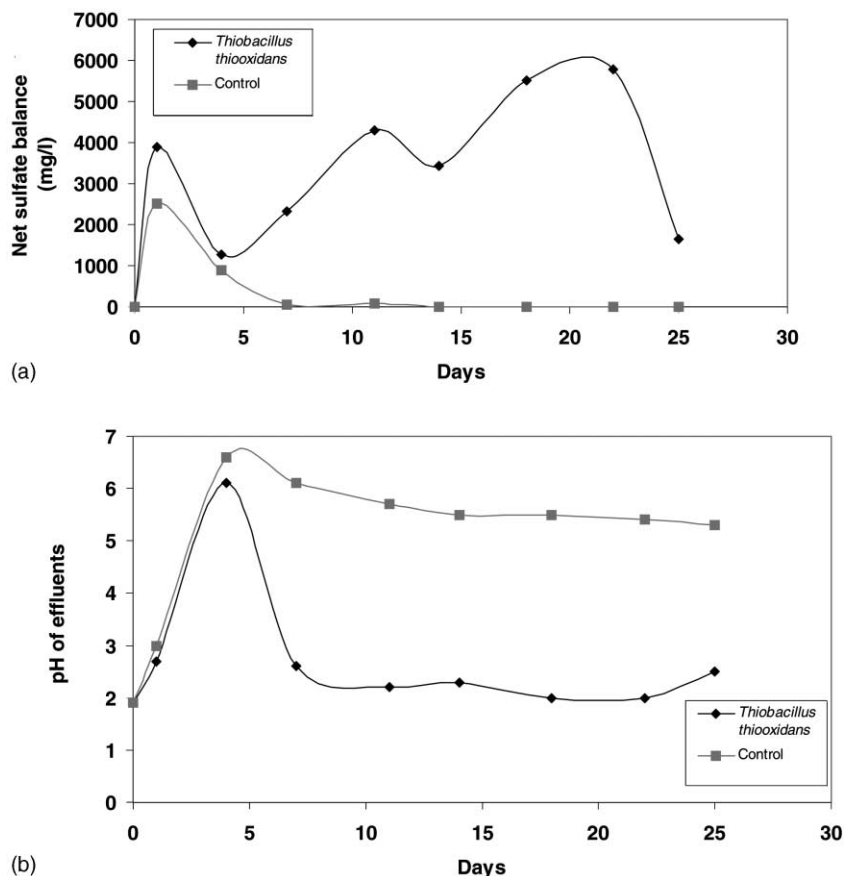 7000
6000
5000
4000
3000
2000
1000
0
Net sulfate balance
(mg/l)
Thiobacillus
thiooxidans
Control
0 5 10 15 20 25 30
Days
(a)
7
6
5
4
3
2
1
0
pH of effluents
Thiobacillus
thiooxidans
Control
0 5 10 15 20 25 30
Days
(b)